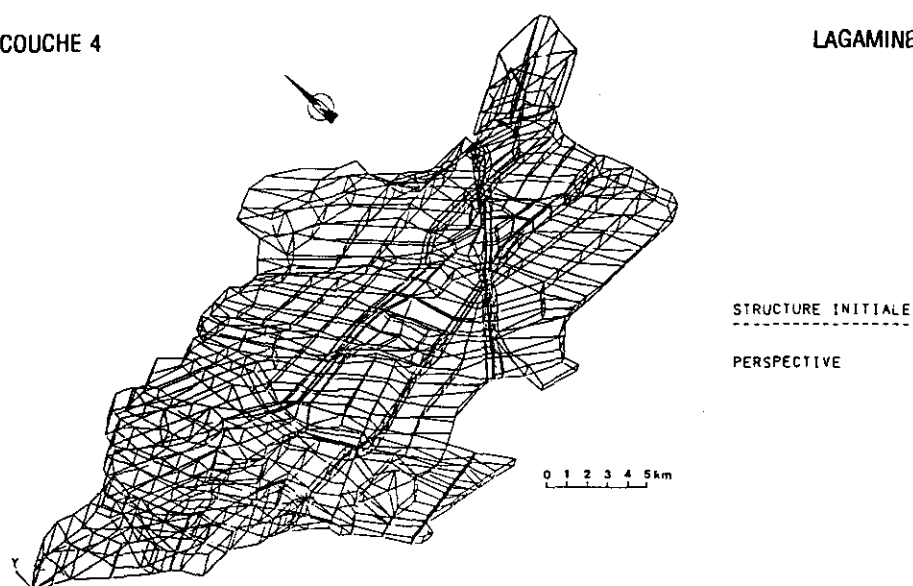 COUCHE 4
LAGAMINE
STRUCTURE INITIALE
PERSPECTIVE
0 1 2 3 4 5km
Y